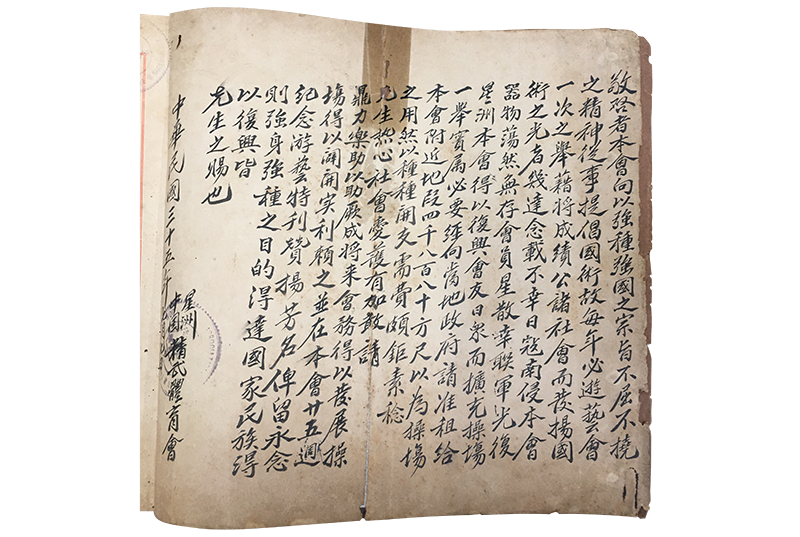 敬啓者本會向以強種強國之宗旨不屈不撓
之精神從事提倡國術故每年必游藝會
一次之舉藉將成績公諸社會而發揚國
術之光者幾達念載不幸日寇南侵本會
器物蕩然無存會員星散幸聯軍光復
星洲本會得以復興會友日衆而擴充操塲
一舉實属必要經向當地政府請准租給
本會附近地段四千八百八十方尺以為操塲
之用然以種種開支需費頗鉅素稔
先生熱心社會愛護有加敬請
鼎力樂助以助厥成將来會務得以發展操
塲得以闢開实利賴之並在本會廿五週
紀念游藝特刊贊揚芳名俾留永念
則強身強種之目的得達國家民族得
以復興皆
先生之賜也
中華民國三十五年
星洲
中國精武體育會